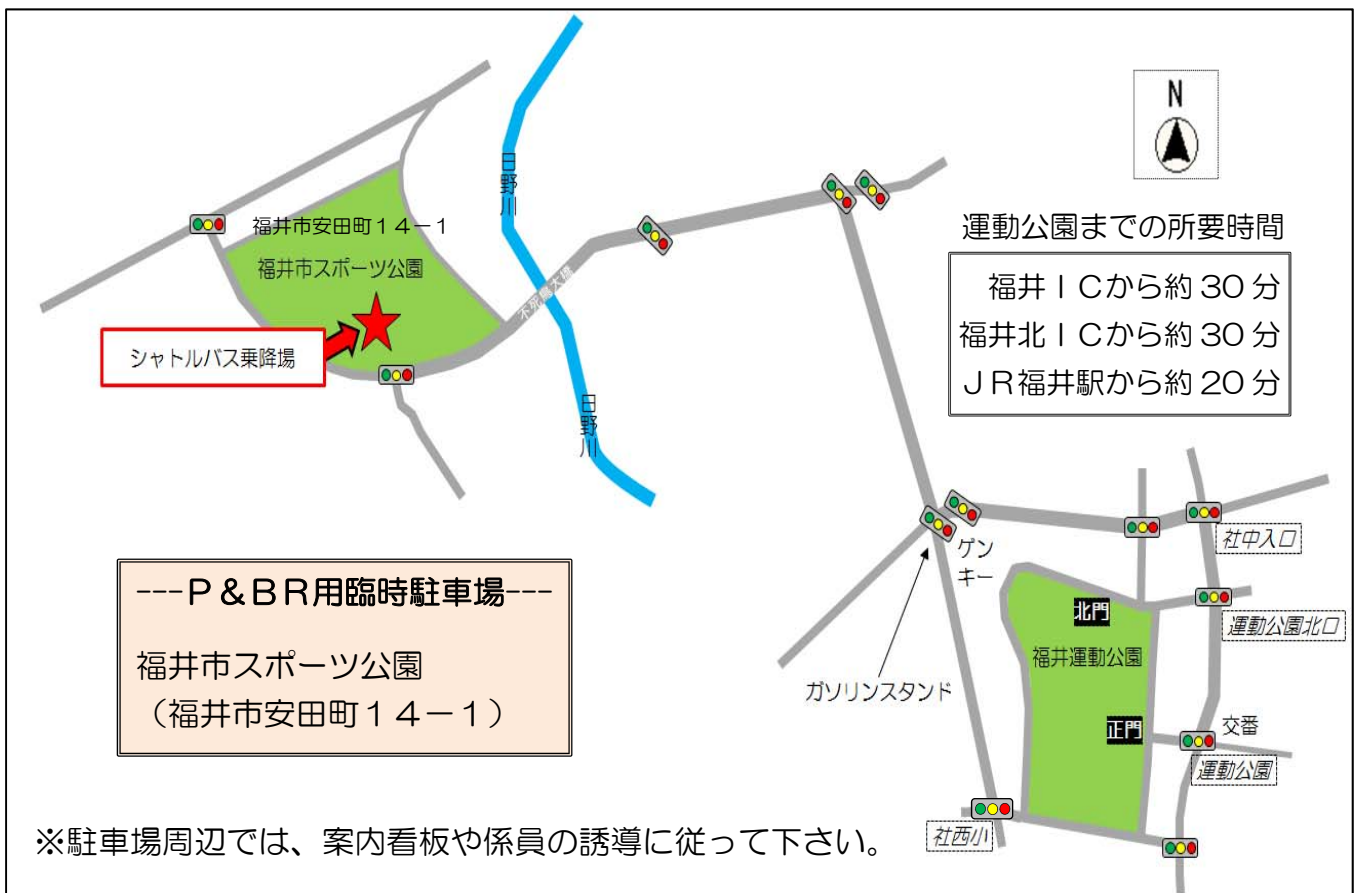 N
日野川
福井市安田町１４－１
福井市スポーツ公園
運動公園までの所要時間
福井ＩＣから約30分
福井北ＩＣから約30分
ＪＲ福井駅から約20分
シャトルバス乗降場
日野川
社中入口
ゲン
キー
---Ｐ＆ＢＲ用臨時駐車場---
福井市スポーツ公園
（福井市安田町１４－１）
北門
運動公園北口
福井運動公園
ガソリンスタンド
正門
交番
運動公園
社西小
※駐車場周辺では、案内看板や係員の誘導に従って下さい。